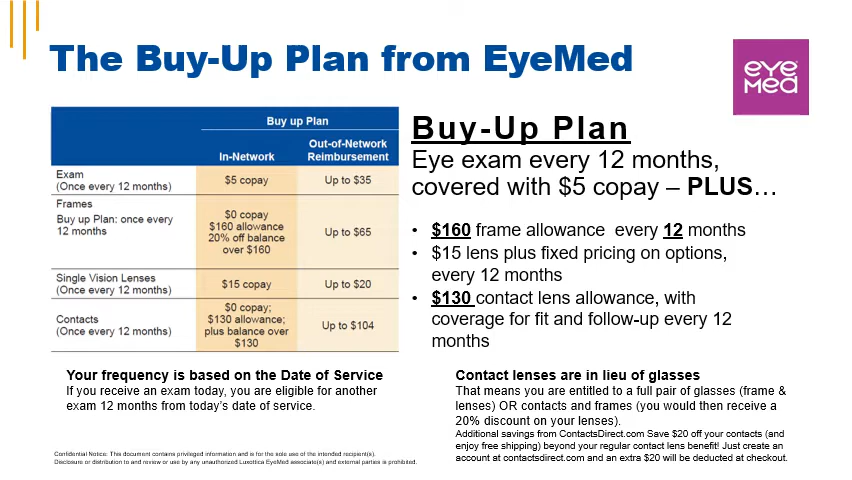 The Buy-Up Plan from EyeMed
eye
Med
Buy up Plan
In-Network
Out-of-Network
Reimbursement
Exam
(Once every 12 months)
$5 copay
Up to $35
Frames
Buy up Plan: once every
12 months
$0 copay
$160 allowance
20% off balance
over $160
Up to $65
Single Vision Lenses
(Once every 12 months)
$15 copay
Up to $20
Contacts
(Once every 12 months)
$0 copay;
$130 allowance;
plus balance over
$130
Up to $104
Buy-Up Plan
Eye exam every 12 months,
covered with $5 copay – PLUS…
• $160 frame allowance every 12 months
• $15 lens plus fixed pricing on options,
every 12 months
• $130 contact lens allowance, with
coverage for fit and follow-up every 12
months
Your frequency is based on the Date of Service
If you receive an exam today, you are eligible for another
exam 12 months from today's date of service.
Contact lenses are in lieu of glasses
That means you are entitled to a full pair of glasses (frame &
lenses) OR contacts and frames (you would then receive a
20% discount on your lenses).
Additional savings from ContactsDirect.com Save $20 off your contacts (and
enjoy free shipping) beyond your regular contact lens benefit! Just create an
account at contactsdirect.com and an extra $20 will be deducted at checkout.
Confidential Notice: This document contains privileged information and is for the sole use of the intended recipient(s).
Disclosure or distribution to and review or use by any unauthorized Luxottica EyeMed associate(s) and external parties is prohibited.